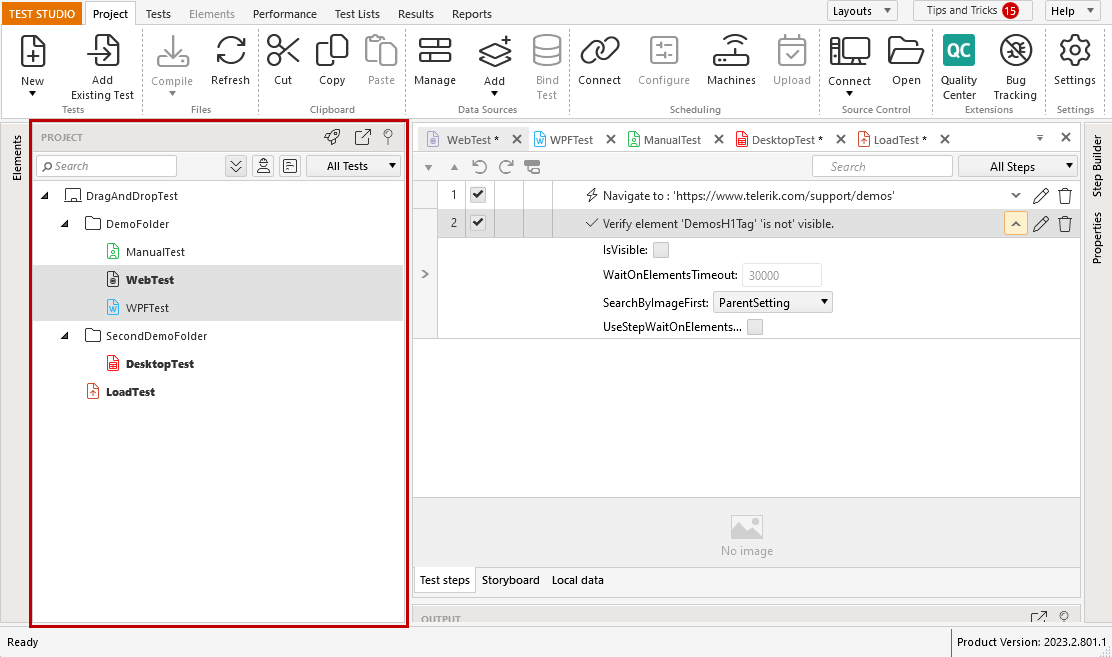 TEST STUDIO Project Tests Elements Performance Test Lists Results Reports Layouts Tips and Tricks 15 Help
New Add Existing Test Tests
Compile Refresh Files
Cut Copy Paste Clipboard
Manage Add Bind Test Data Sources
Connect Configure Machines Upload Scheduling
Connect Open Source Control
QC Quality Center Bug Tracking Extensions
Settings Settings
Elements
PROJECT
Search All Tests
DragAndDropTest
DemoFolder
ManualTest
WebTest
WPFTest
SecondDemoFolder
DesktopTest
LoadTest
WebTest * WPFTest ManualTest DesktopTest * LoadTest *
Search All Steps
1 Navigate to : 'https://www.telerik.com/support/demos'
2 Verify element 'DemosH1Tag' 'is not' visible.
IsVisible:
WaitOnElementsTimeout: 30000
SearchByImageFirst: ParentSetting
UseStepWaitOnElements...
No image
Test steps Storyboard Local data
OUTPUT
Step Builder
Properties
Ready Product Version: 2023.2.801.1